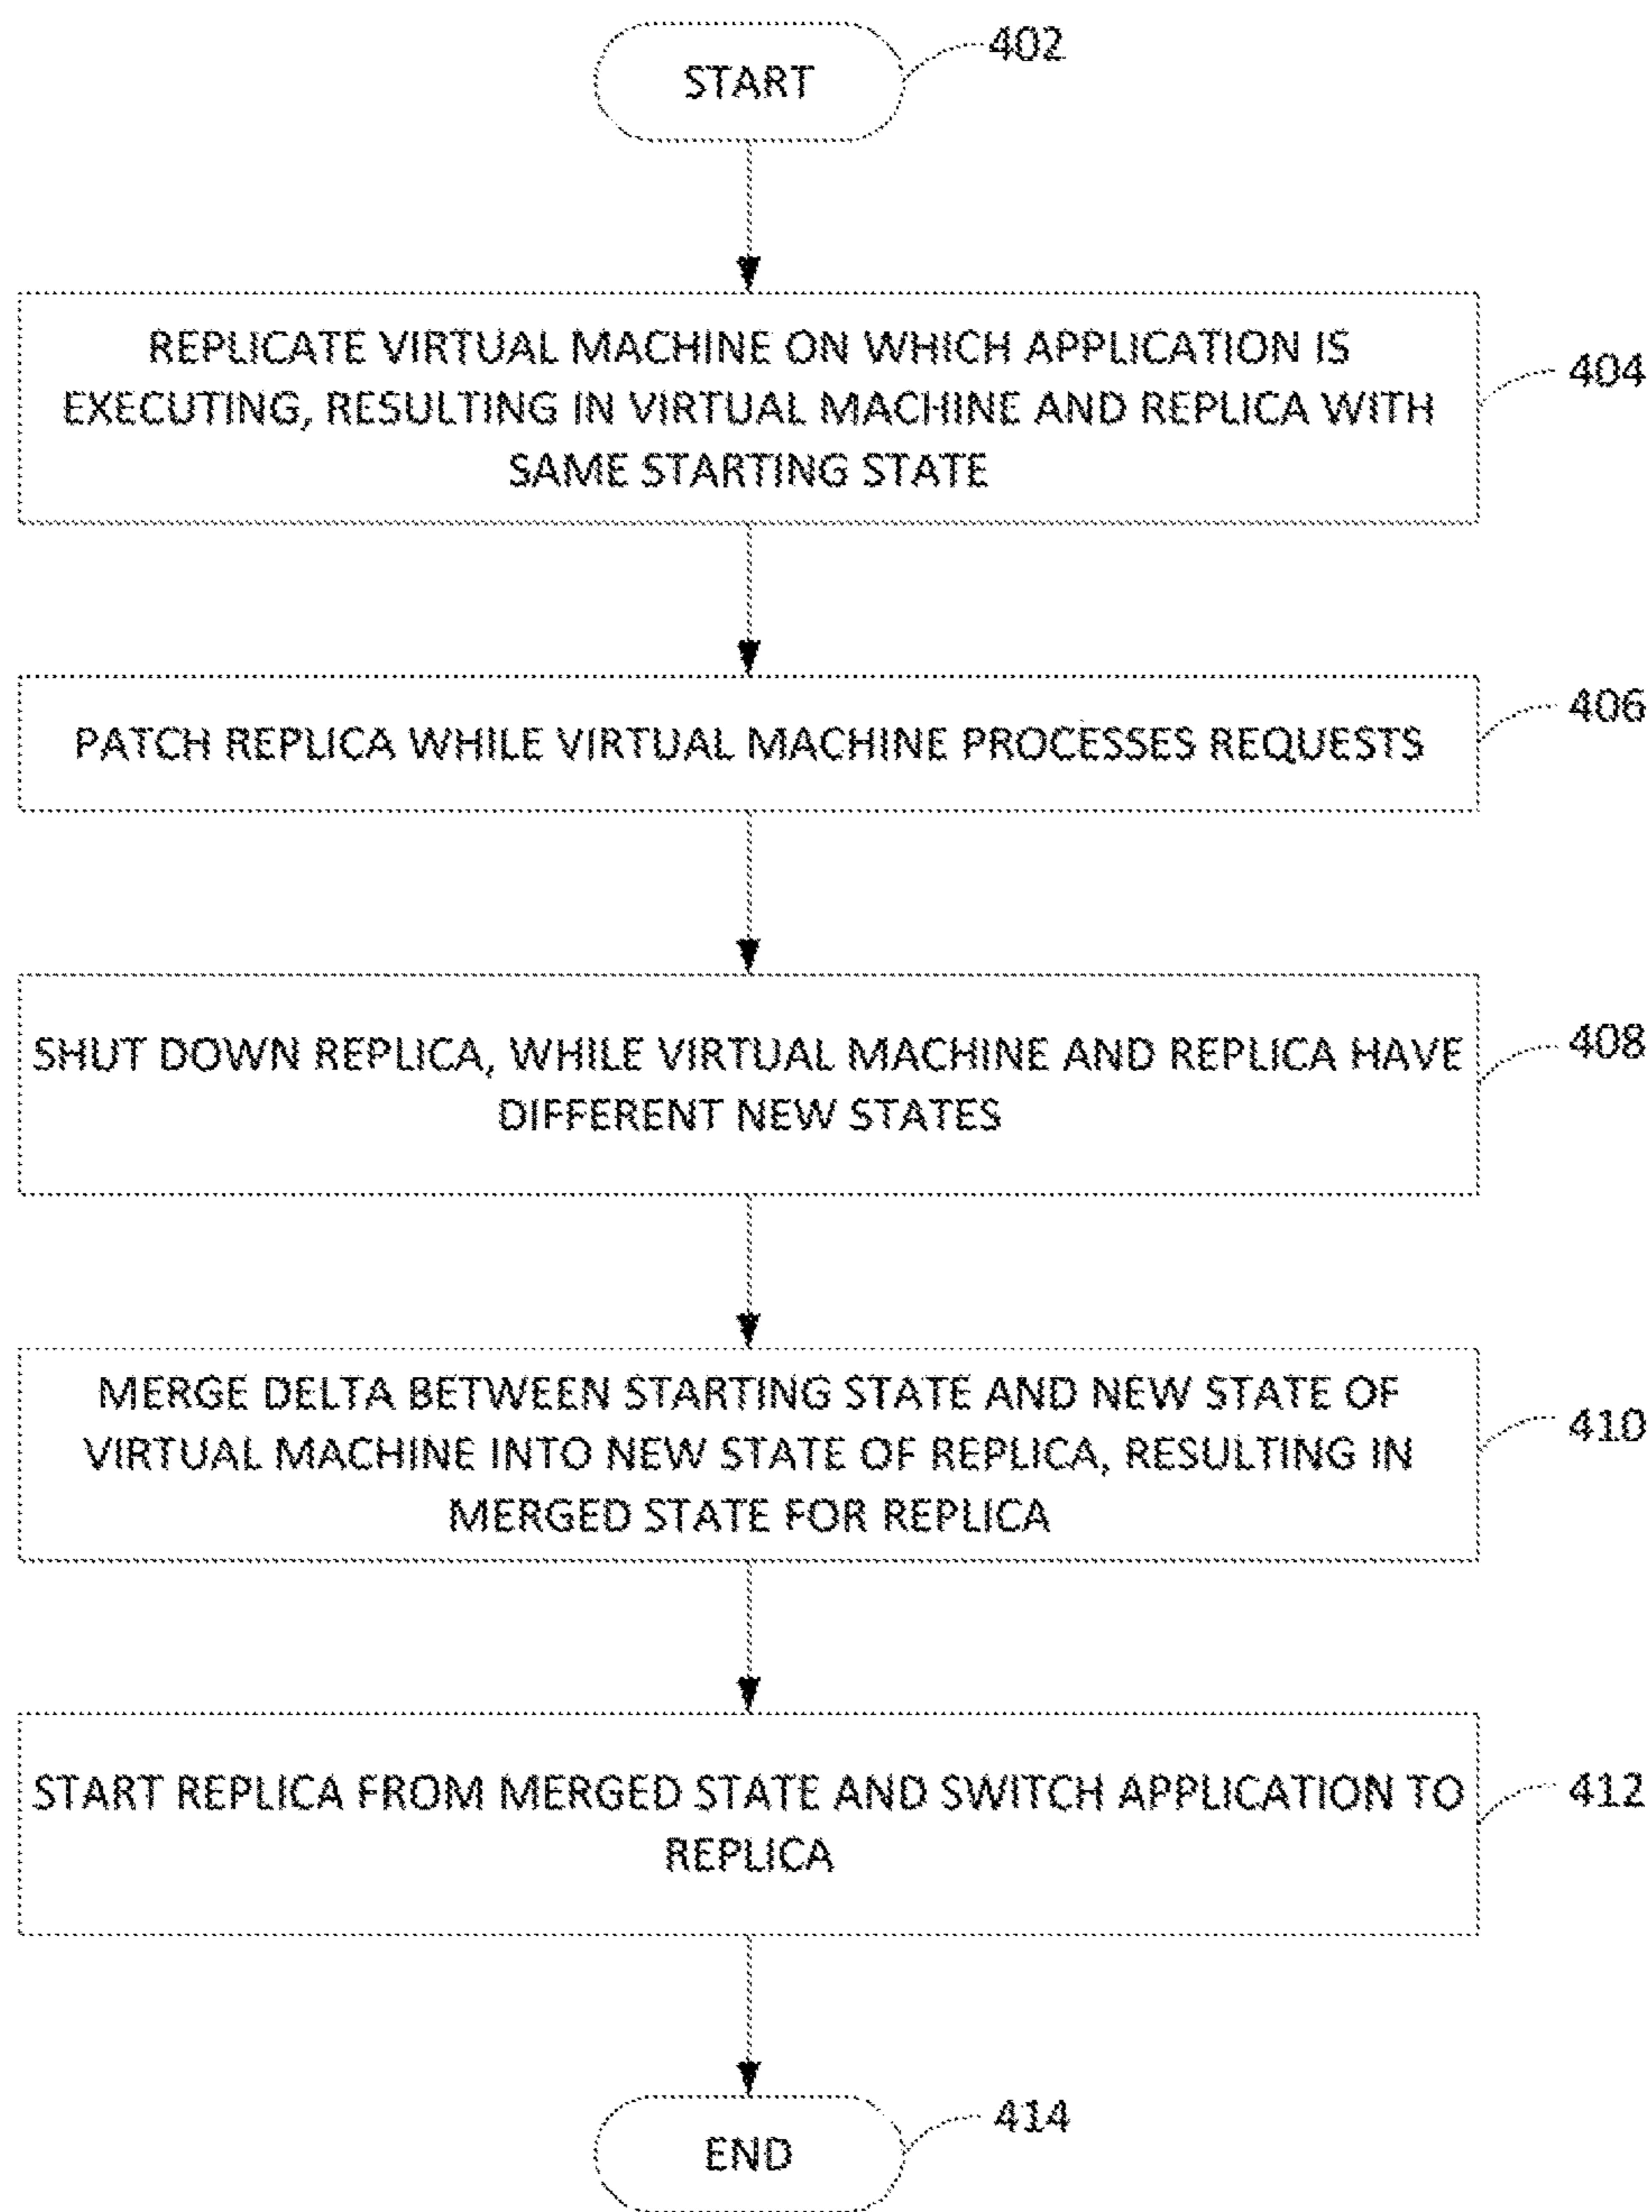 START
402
REPLICATE VIRTUAL MACHINE ON WHICH APPLICATION IS
EXECUTING, RESULTING IN VIRTUAL MACHINE AND REPLICA WITH
SAME STARTING STATE
404
PATCH REPLICA WHILE VIRTUAL MACHINE PROCESSES REQUESTS
406
SHUT DOWN REPLICA, WHILE VIRTUAL MACHINE AND REPLICA HAVE
DIFFERENT NEW STATES
408
MERGE DELTA BETWEEN STARTING STATE AND NEW STATE OF
VIRTUAL MACHINE INTO NEW STATE OF REPLICA, RESULTING IN
MERGED STATE FOR REPLICA
410
START REPLICA FROM MERGED STATE AND SWITCH APPLICATION TO
REPLICA
412
END
414